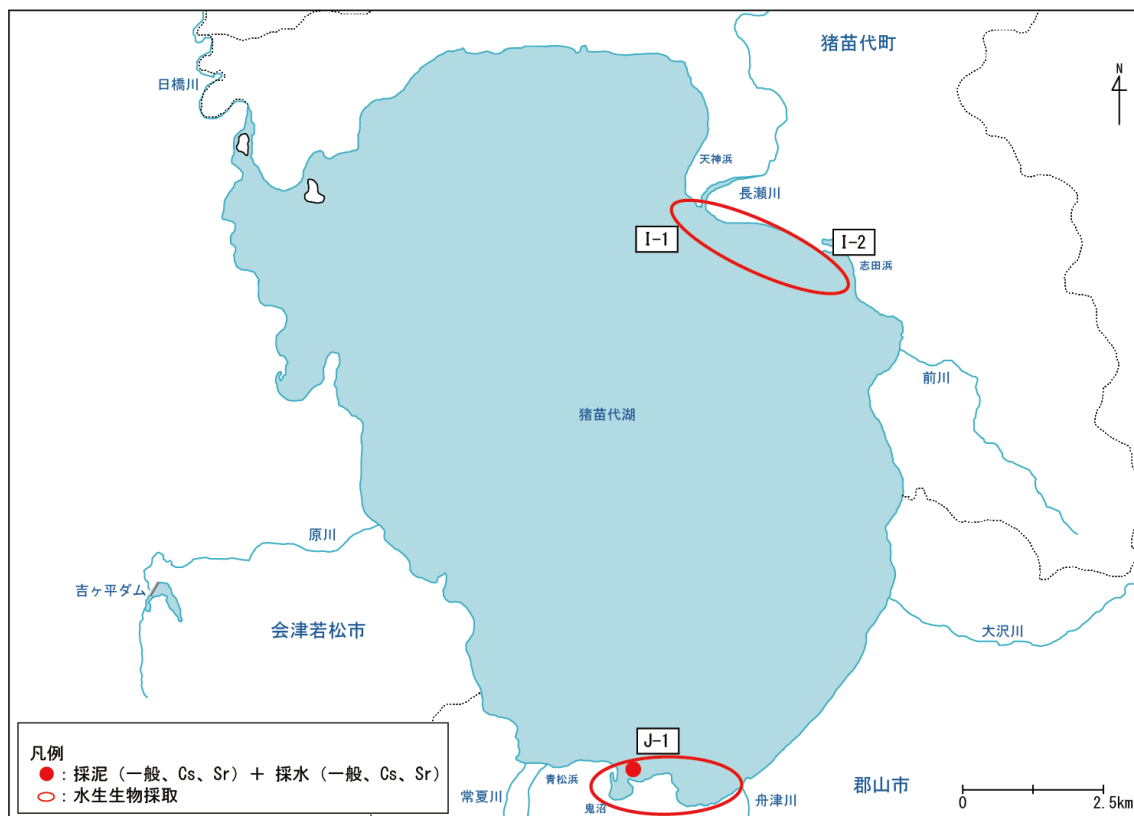 猪苗代町
日橋川
N
天神浜
長瀬川
I-1
I-2
志田浜
前川
猪苗代湖
原川
吉ヶ平ダム
会津若松市
大沢川
J-1
青松浜
常夏川
鬼沼
舟津川
郡山市
0
2.5km
凡例
：採泥（一般、Cs、Sr）＋ 採水（一般、Cs、Sr）
：水生生物採取